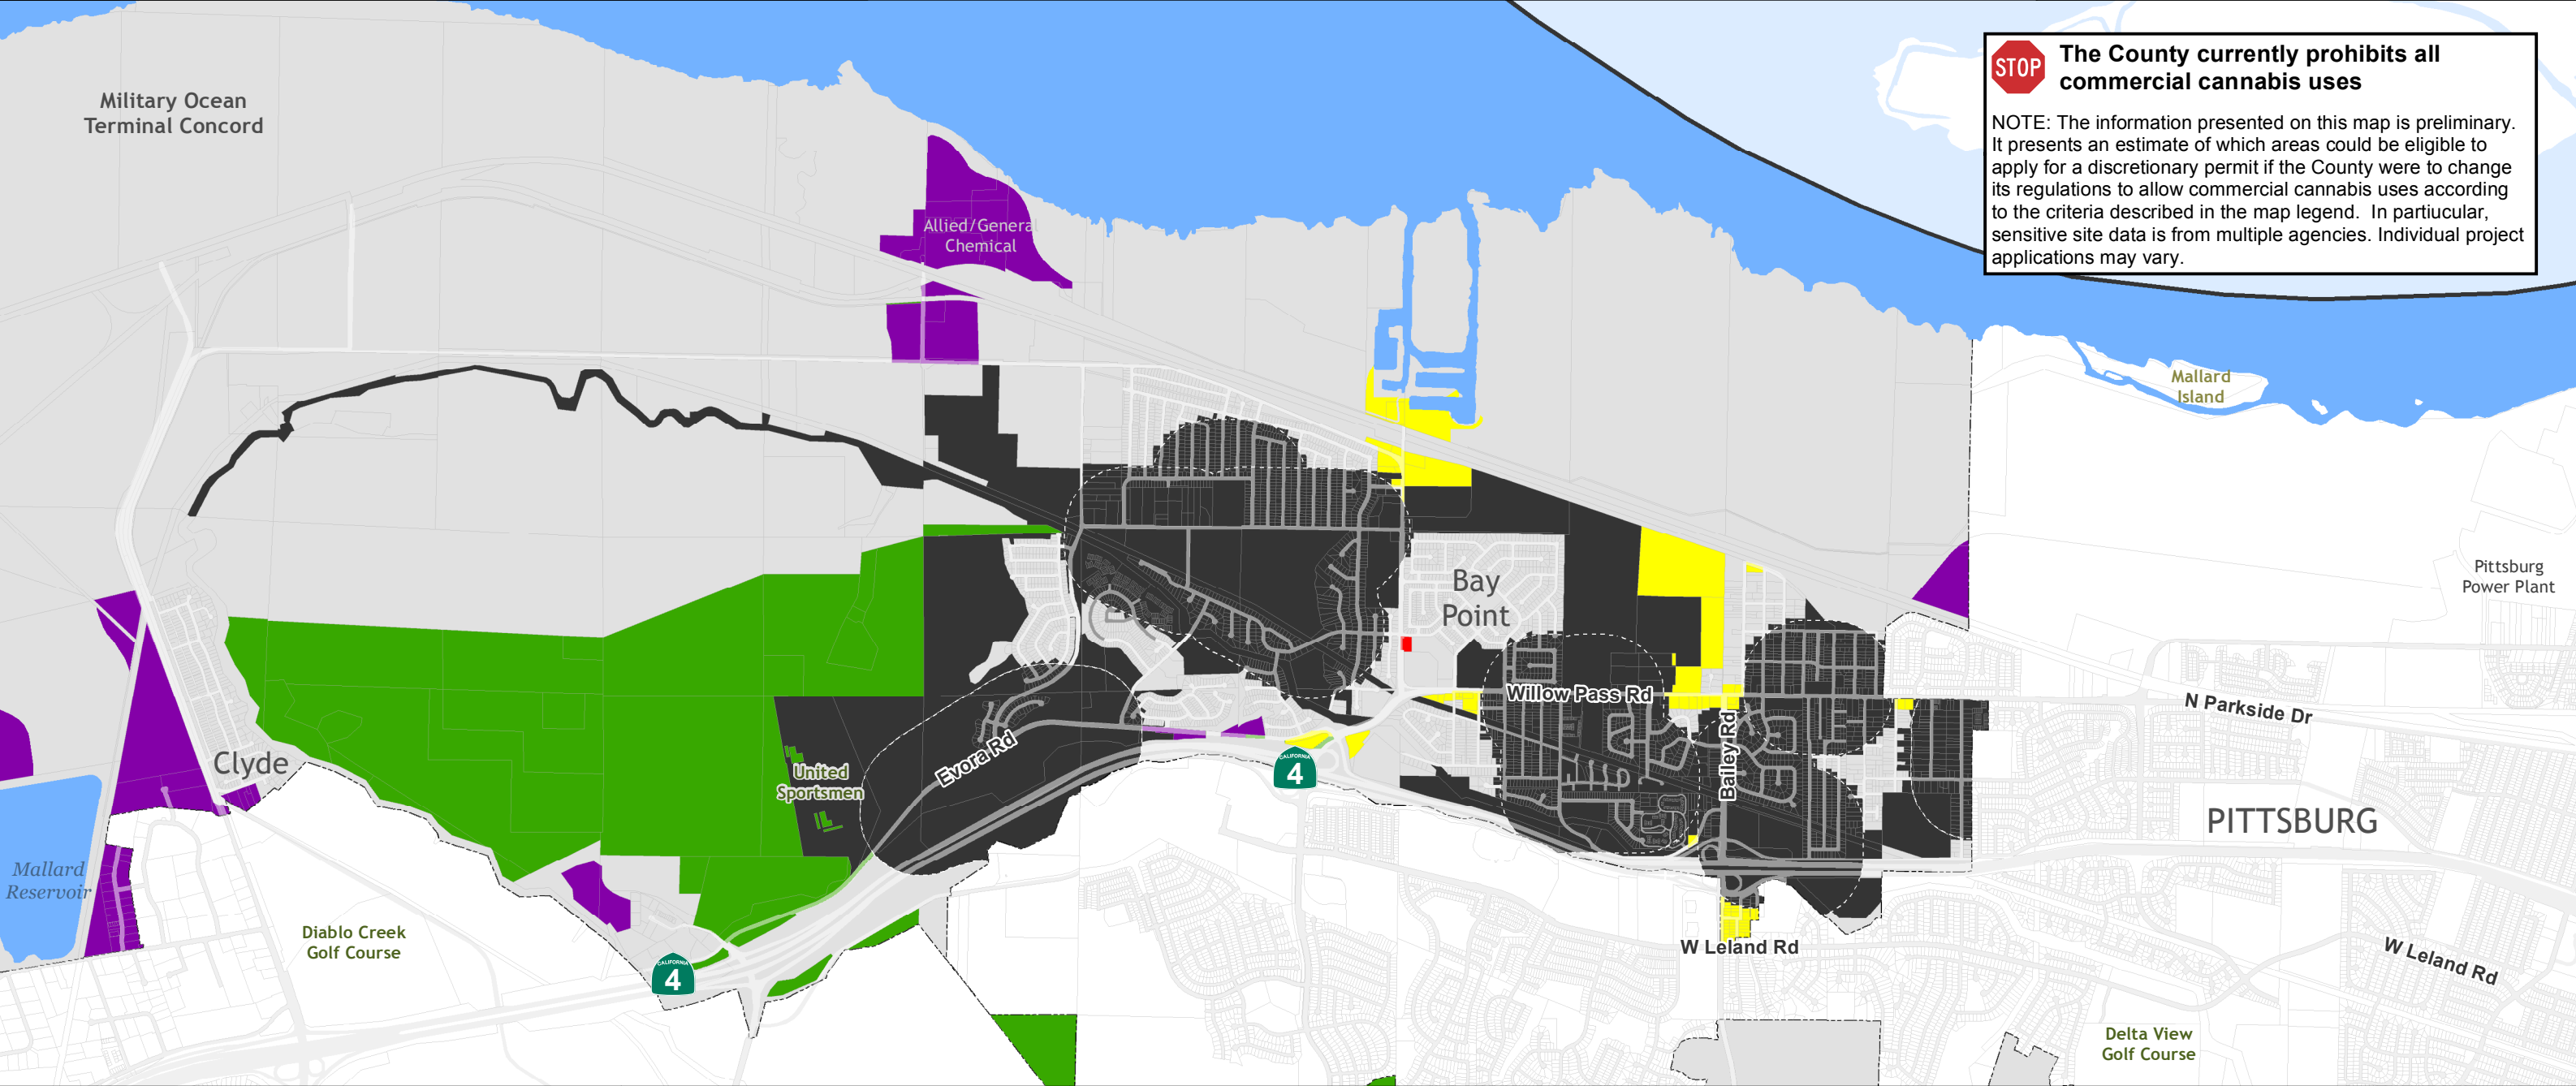 STOP
The County currently prohibits all
commercial cannabis uses
NOTE: The information presented on this map is preliminary.
It presents an estimate of which areas could be eligible to
apply for a discretionary permit if the County were to change
its regulations to allow commercial cannabis uses according
to the criteria described in the map legend. In partiucular,
sensitive site data is from multiple agencies. Individual project
applications may vary.
Military Ocean
Terminal Concord
Allied/General
Chemical
Mallard
Island
Pittsburg
Power Plant
Bay
Point
Willow Pass Rd
N Parkside Dr
Evora Rd
Bailey Rd
Clyde
United
Sportsmen
CALIFORNIA
4
PITTSBURG
Mallard
Reservoir
Diablo Creek
Golf Course
CALIFORNIA
4
W Leland Rd
W Leland Rd
Delta View
Golf Course